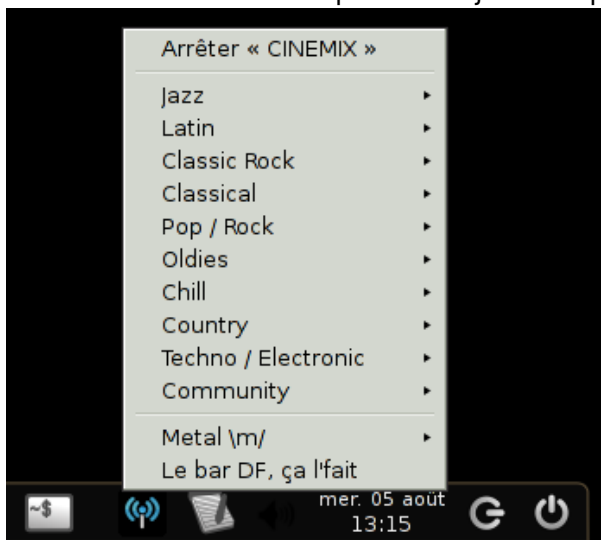 Arrêter « CINEMIX »
Jazz
Latin
Classic Rock
Classical
Pop / Rock
Oldies
Chill
Country
Techno / Electronic
Community
Metal \m/
Le bar DF, ça l'fait
~$
mer. 05 août
13:15